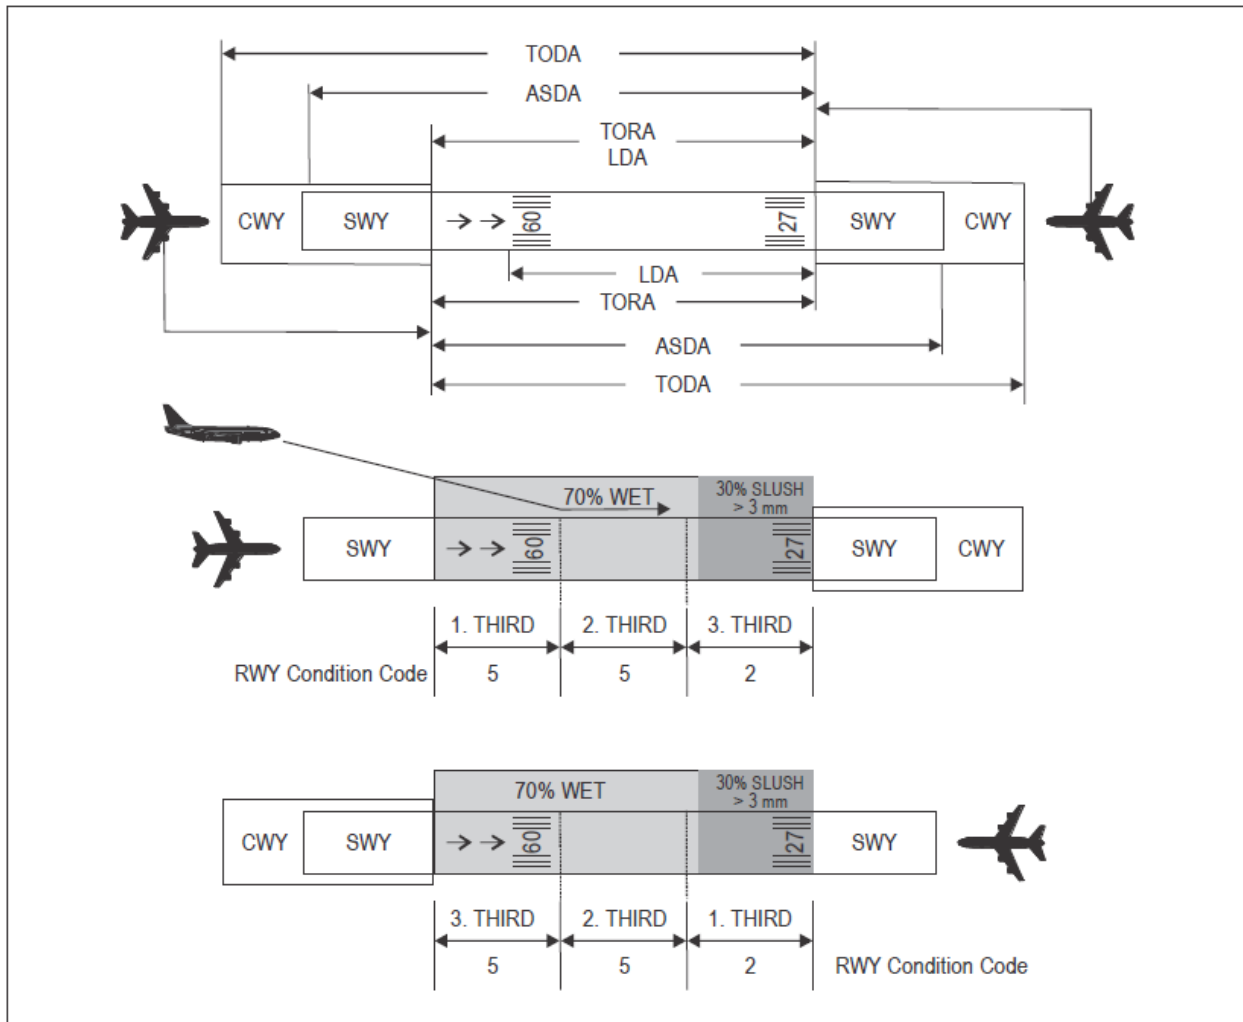 TODA
ASDA
TORA
LDA
CWY
SWY
09
27
SWY
CWY
LDA
TORA
ASDA
TODA
70% WET
30% SLUSH
> 3 mm
SWY
09
27
SWY
CWY
1. THIRD
2. THIRD
3. THIRD
RWY Condition Code
5
5
2
70% WET
30% SLUSH
> 3 mm
CWY
SWY
09
27
SWY
3. THIRD
2. THIRD
1. THIRD
5
5
2
RWY Condition Code